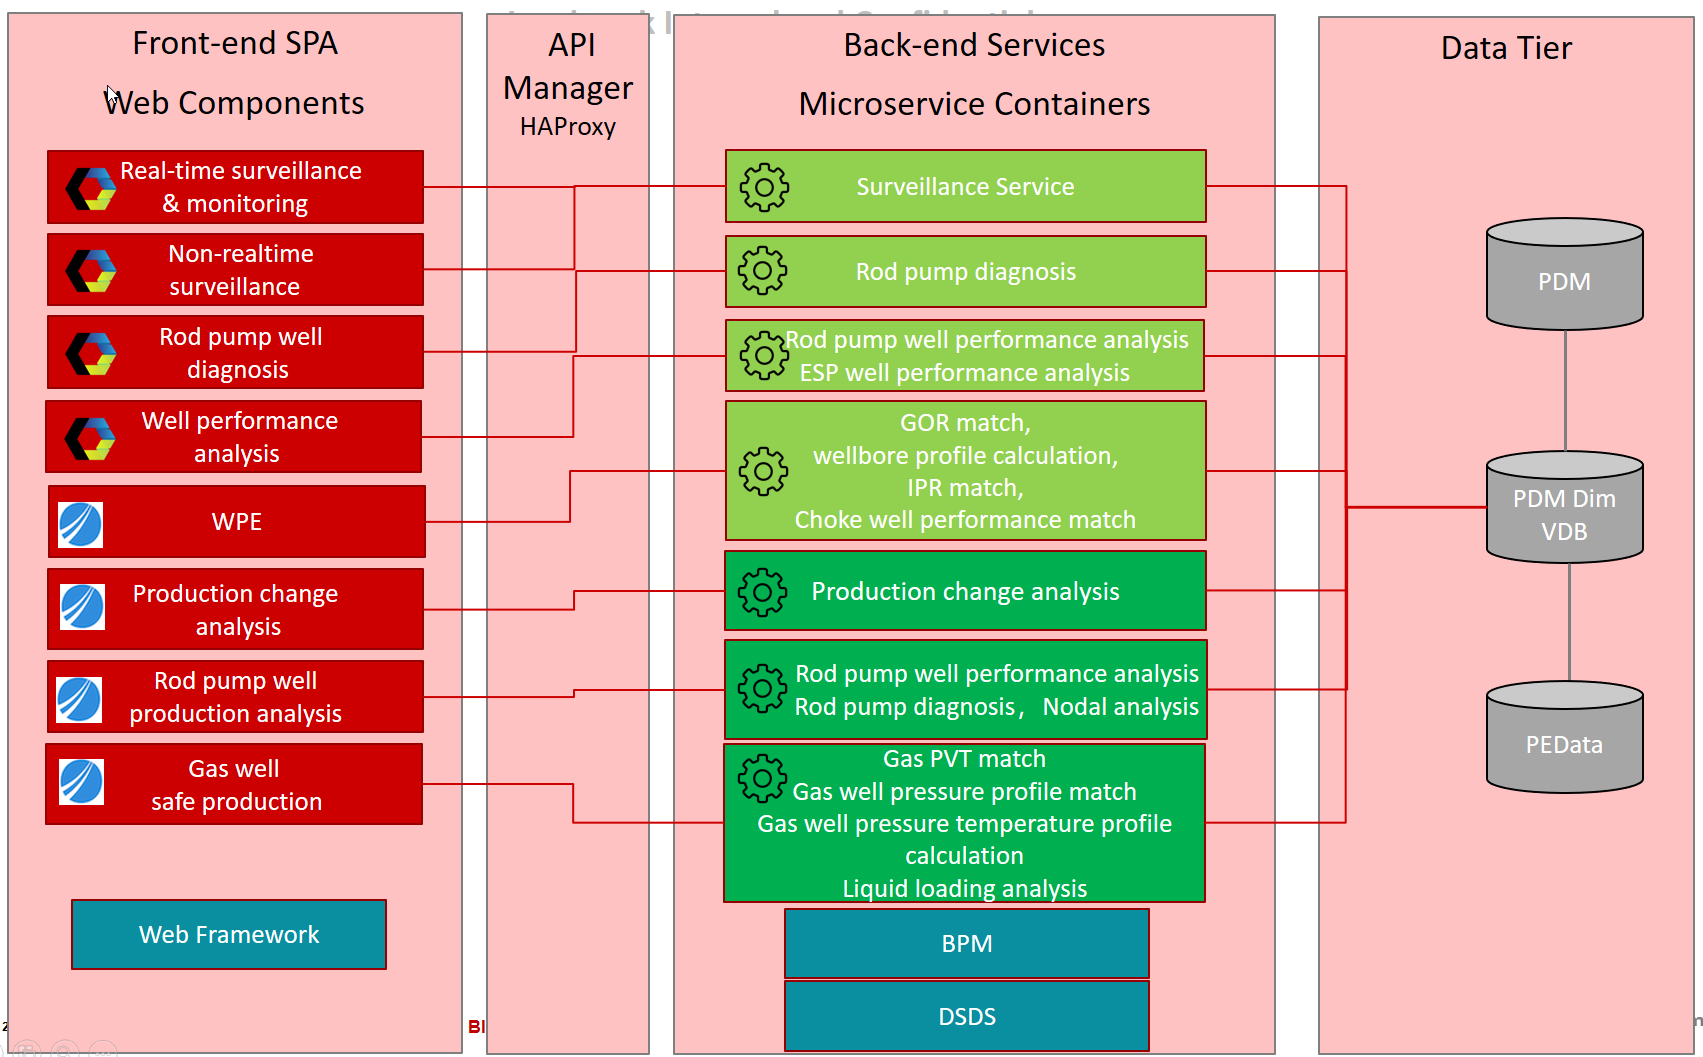 Front-end SPA
Web Components
Real-time surveillance
& monitoring
Non-realtime
surveillance
Rod pump well
diagnosis
Well performance
analysis
WPE
Production change
analysis
Rod pump well
production analysis
Gas well
safe production
Web Framework
API
Manager
HAProxy
Back-end Services
Microservice Containers
Surveillance Service
Rod pump diagnosis
Rod pump well performance analysis
ESP well performance analysis
GOR match,
wellbore profile calculation,
IPR match,
Choke well performance match
Production change analysis
Rod pump well performance analysis
Rod pump diagnosis，Nodal analysis
Gas PVT match
Gas well pressure profile match
Gas well pressure temperature profile
calculation
Liquid loading analysis
BPM
DSDS
Data Tier
PDM
PDM Dim
VDB
PEData
2
BI